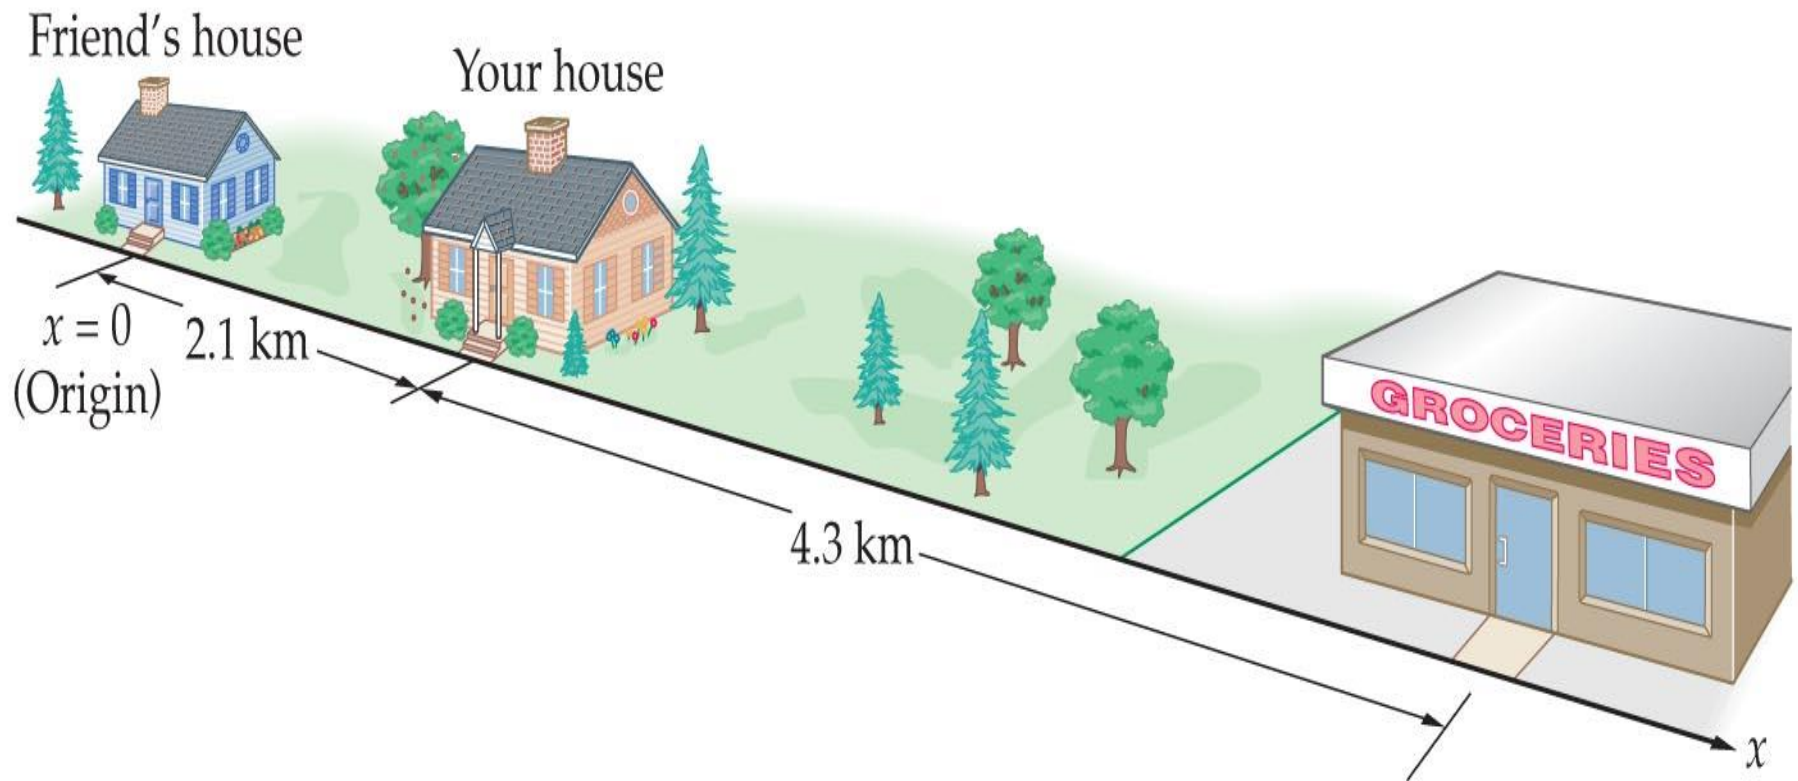 Friend's house
Your house
x = 0
(Origin)
2.1 km
4.3 km
GROCERIES
x